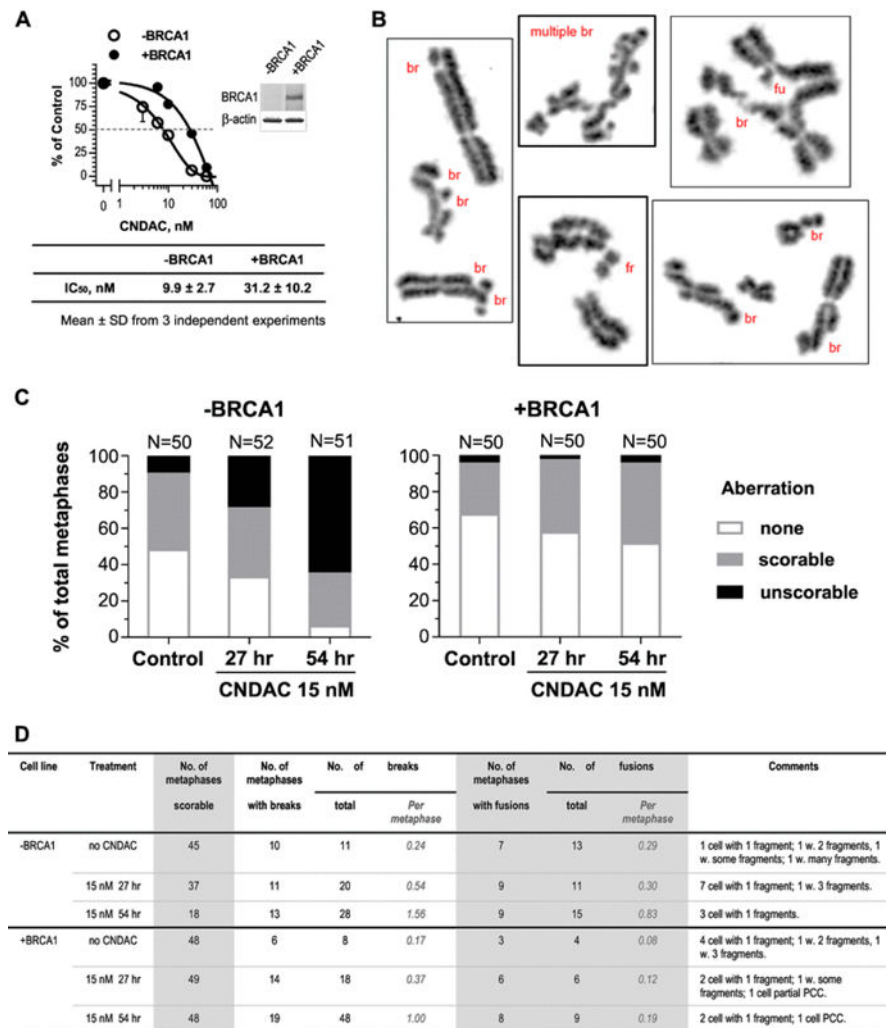 A
-BRCA1
+BRCA1
-BRCA1
+BRCA1
BRCA1
β-actin
% of Control
100
75
50
25
0
0
1
10
100
CNDAC, nM
-BRCA1 +BRCA1
IC50, nM 9.9 ± 2.7 31.2 ± 10.2
Mean ± SD from 3 independent experiments
B
br
br
br
br
br
multiple br
fu
br
fr
br
br
br
C
-BRCA1
N=50 N=52 N=51
% of total metaphases
100
80
60
40
20
0
Control 27 hr 54 hr
CNDAC 15 nM
+BRCA1
N=50 N=50 N=50
100
80
60
40
20
0
Control 27 hr 54 hr
CNDAC 15 nM
Aberration
none
scorable
unscorable
D
Cell line Treatment No. of metaphases scorable No. of metaphases with breaks No. of breaks total Per metaphase No. of metaphases with fusions No. of fusions total Per metaphase Comments
-BRCA1 no CNDAC 45 10 11 0.24 7 13 0.29 1 cell with 1 fragment; 1 w. 2 fragments, 1
w. some fragments; 1 w. many fragments.
15 nM 27 hr 37 11 20 0.54 9 11 0.30 7 cell with 1 fragment; 1 w. 3 fragments.
15 nM 54 hr 18 13 28 1.56 9 15 0.83 3 cell with 1 fragments.
+BRCA1 no CNDAC 48 6 8 0.17 3 4 0.08 4 cell with 1 fragment; 1 w. 2 fragments, 1
w. 3 fragments.
15 nM 27 hr 49 14 18 0.37 6 6 0.12 2 cell with 1 fragment; 1 w. some
fragments; 1 cell partial PCC.
15 nM 54 hr 48 19 48 1.00 8 9 0.19 2 cell with 1 fragment; 1 cell PCC.